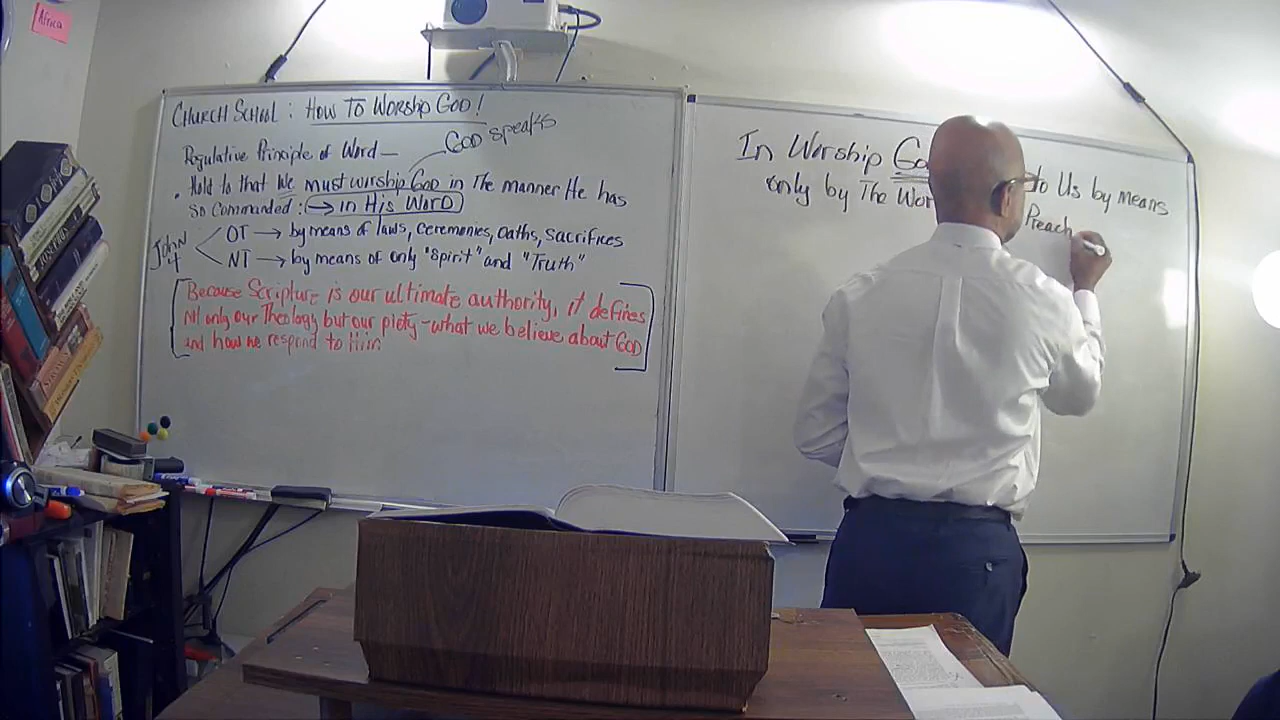 Africa
CHURCH SCHOOL: HOW TO WORSHIP GOD!
Regulative Principle of Word—
GOD speaks
• Hold to that We must worship GOD in The manner He has
So Commanded: → in HIS WORD
JOHN 4
OT → by means of laws, ceremonies, Oaths, SAcrifices
NT → by means of only "Spirit" and "Truth"
Because Scripture is our ultimate authority, it defines
Not only our Theology but our piety - what we believe about GOD
and how we respond to Him
In Worship Go
to Us by means
only by The Wor
Preach
JOSEPHUS